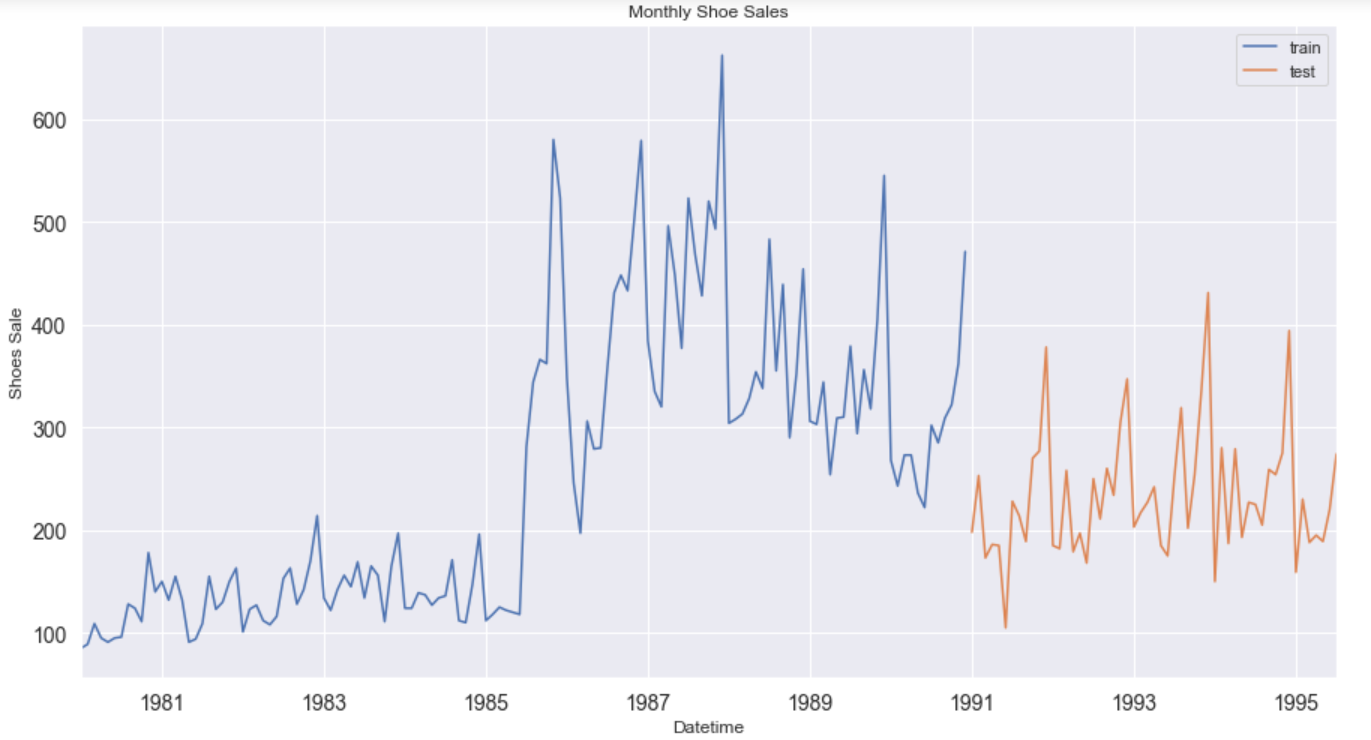 Monthly Shoe Sales
train
test
600
500
400
300
200
100
Shoes Sale
1981 1983 1985 1987 1989 1991 1993 1995
Datetime